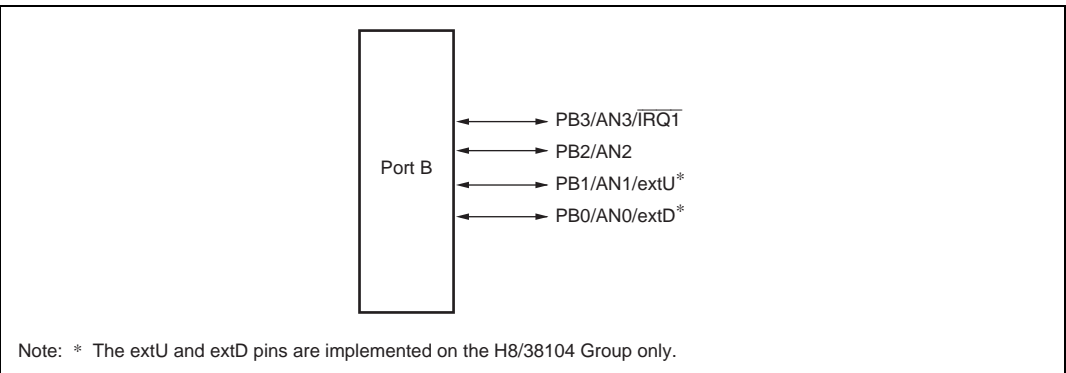 PB3/AN3/I̅R̅Q̅1̅
Port B
PB2/AN2
PB1/AN1/extU*
PB0/AN0/extD*
Note: * The extU and extD pins are implemented on the H8/38104 Group only.